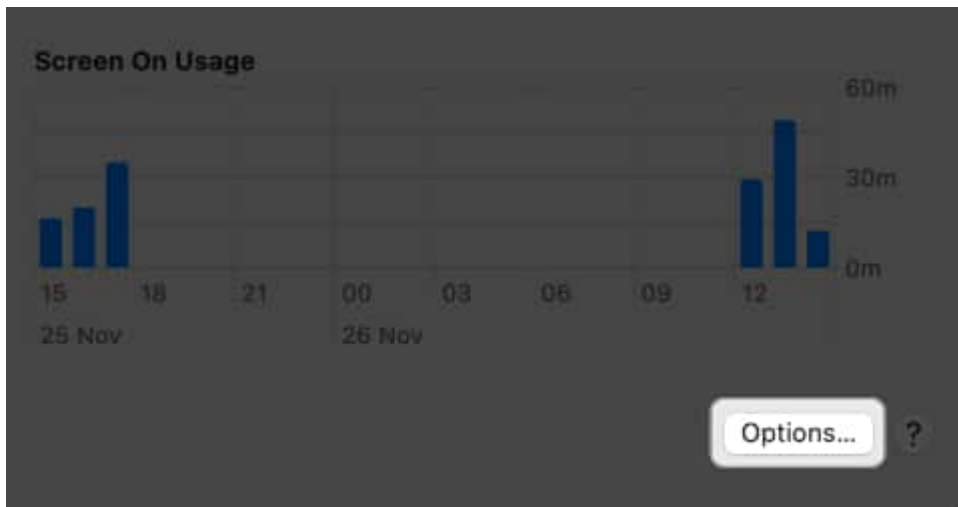 Screen On Usage
60m
30m
0m
15 18 21 00 03 06 09 12
25 Nov 26 Nov
Options... ?